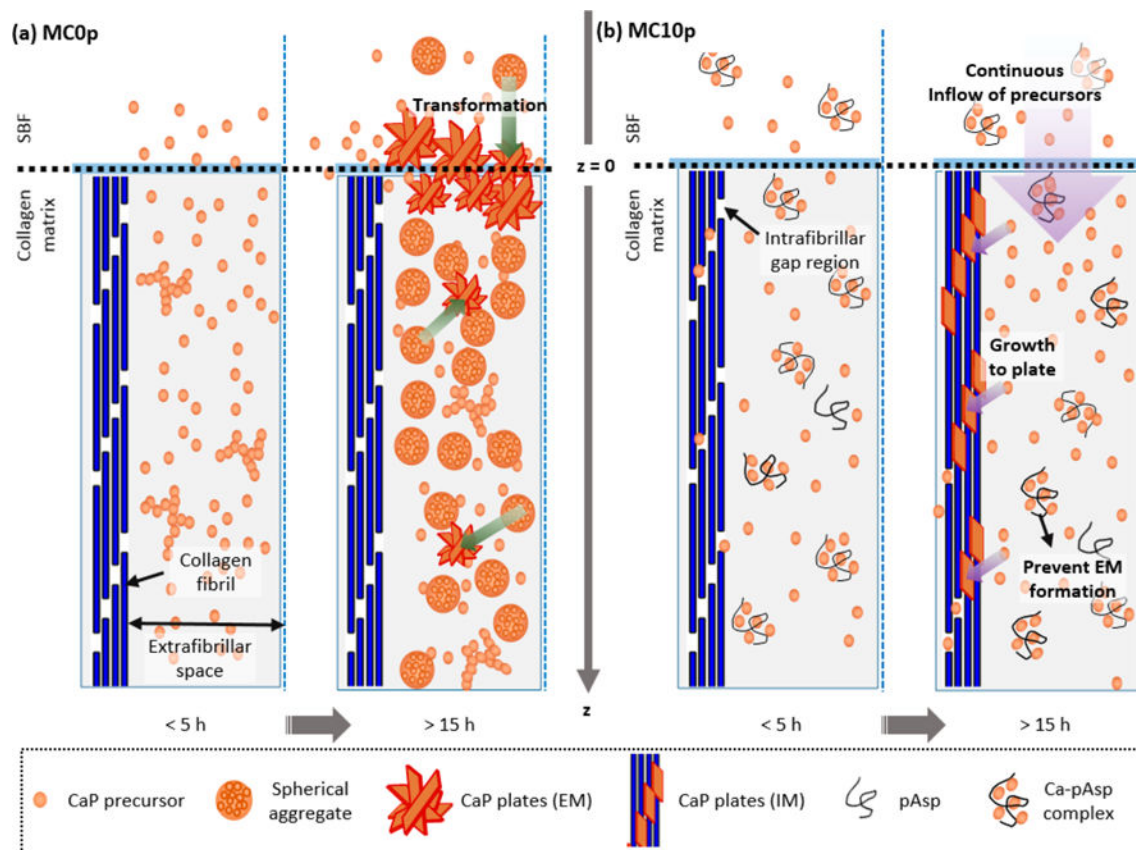 (a) MC0p
SBF
Collagen
matrix
Transformation
Collagen
fibril
Extrafibrillar
space
< 5 h
> 15 h
z = 0
z
(b) MC10p
SBF
Collagen
matrix
Continuous
Inflow of precursors
Intrafibrillar
gap region
Growth
to plate
Prevent EM
formation
< 5 h
> 15 h
CaP precursor
Spherical
aggregate
CaP plates (EM)
CaP plates (IM)
pAsp
Ca-pAsp
complex